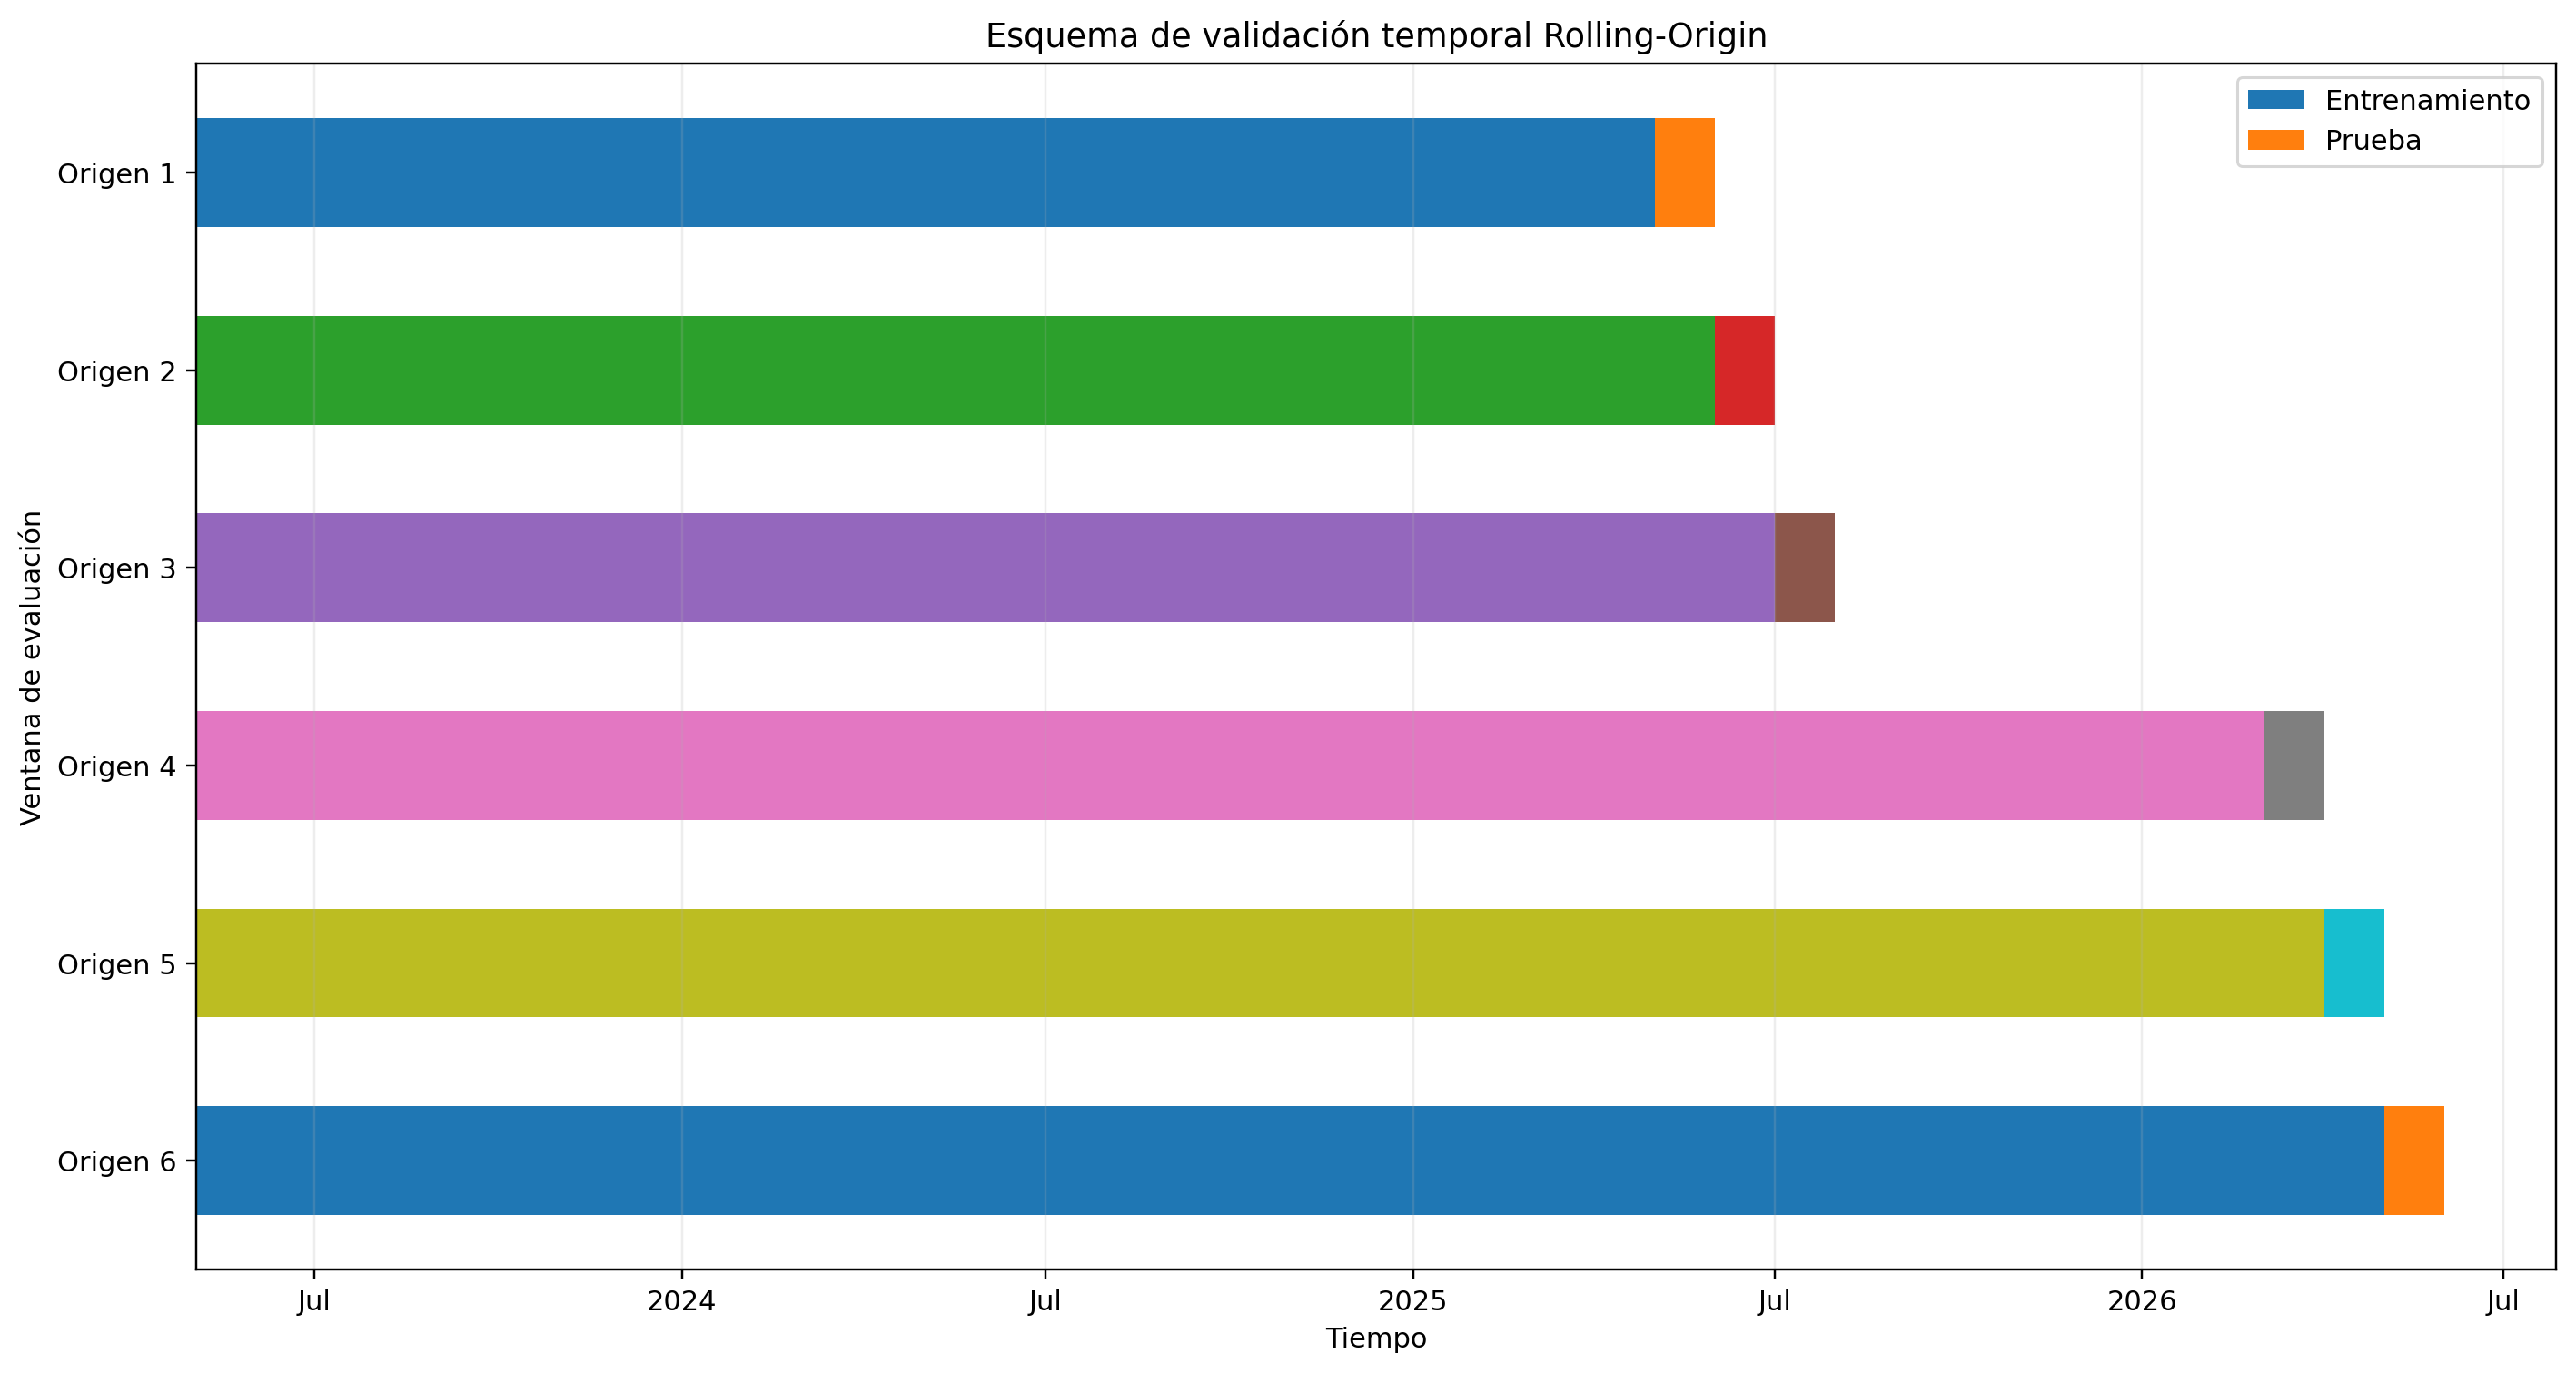 Esquema de validación temporal Rolling-Origin
Entrenamiento
Prueba
Ventana de evaluación
Origen 1
Origen 2
Origen 3
Origen 4
Origen 5
Origen 6
Jul
2024
Jul
2025
Jul
2026
Jul
Tiempo